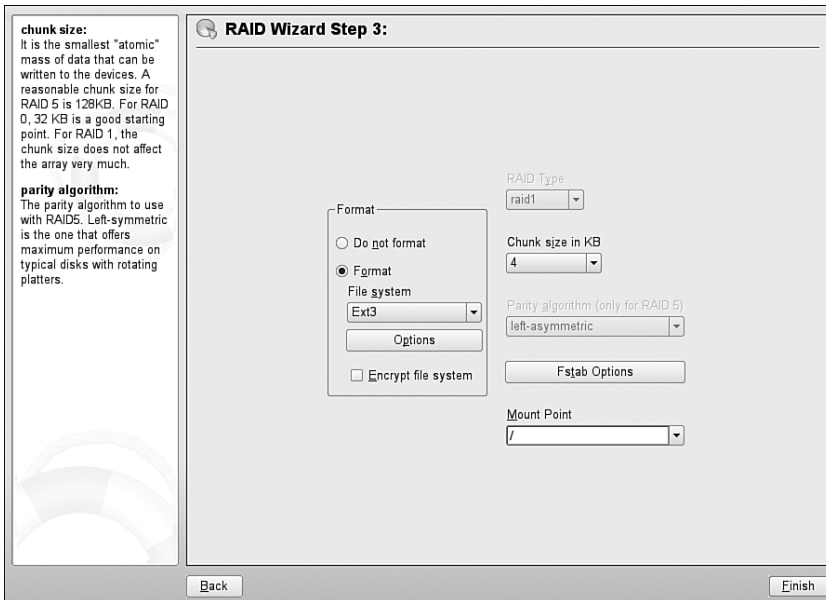 chunk size:
It is the smallest "atomic"
mass of data that can be
written to the devices. A
reasonable chunk size for
RAID 5 is 128KB. For RAID
0, 32 KB is a good starting
point. For RAID 1, the
chunk size does not affect
the array very much.
parity algorithm:
The parity algorithm to use
with RAID5. Left-symmetric
is the one that offers
maximum performance on
typical disks with rotating
platters.
RAID Wizard Step 3:
Format
Do not format
Format
File system
Ext3
Options
Encrypt file system
RAID Type
raid1
Chunk size in KB
4
Parity algorithm (only for RAID 5)
left-asymmetric
Fstab Options
Mount Point
/
Back
Finish